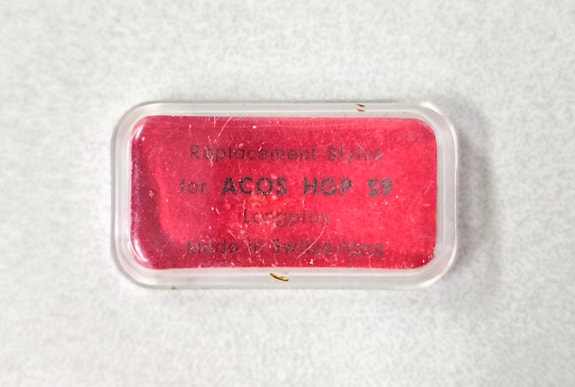 Replacement Stylus
for ACOS HGP 59
Longplay
Made in Switzerland